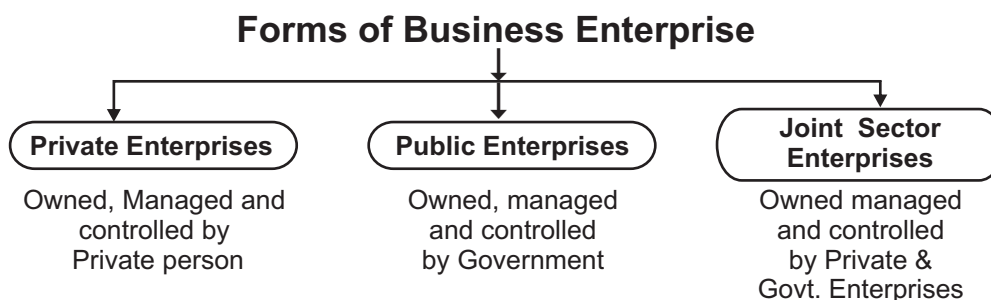 Forms of Business Enterprise
Private Enterprises
Owned, Managed and
controlled by
Private person
Public Enterprises
Owned, managed
and controlled
by Government
Joint Sector
Enterprises
Owned managed
and controlled
by Private &
Govt. Enterprises